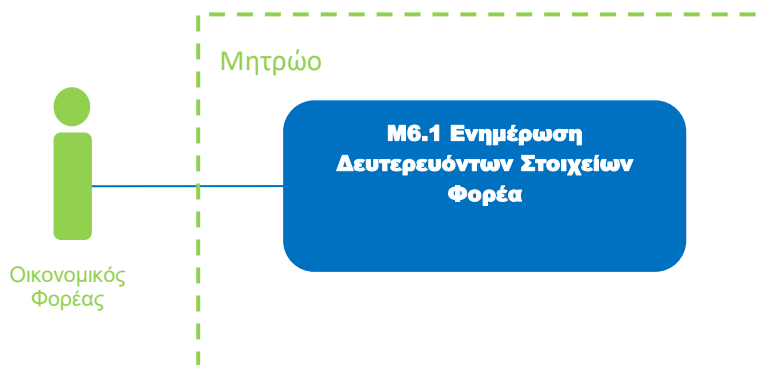 Μητρώο
Μ6.1 Ενημέρωση
Δευτερευόντων Στοιχείων
Φορέα
Οικονομικός
Φορέας